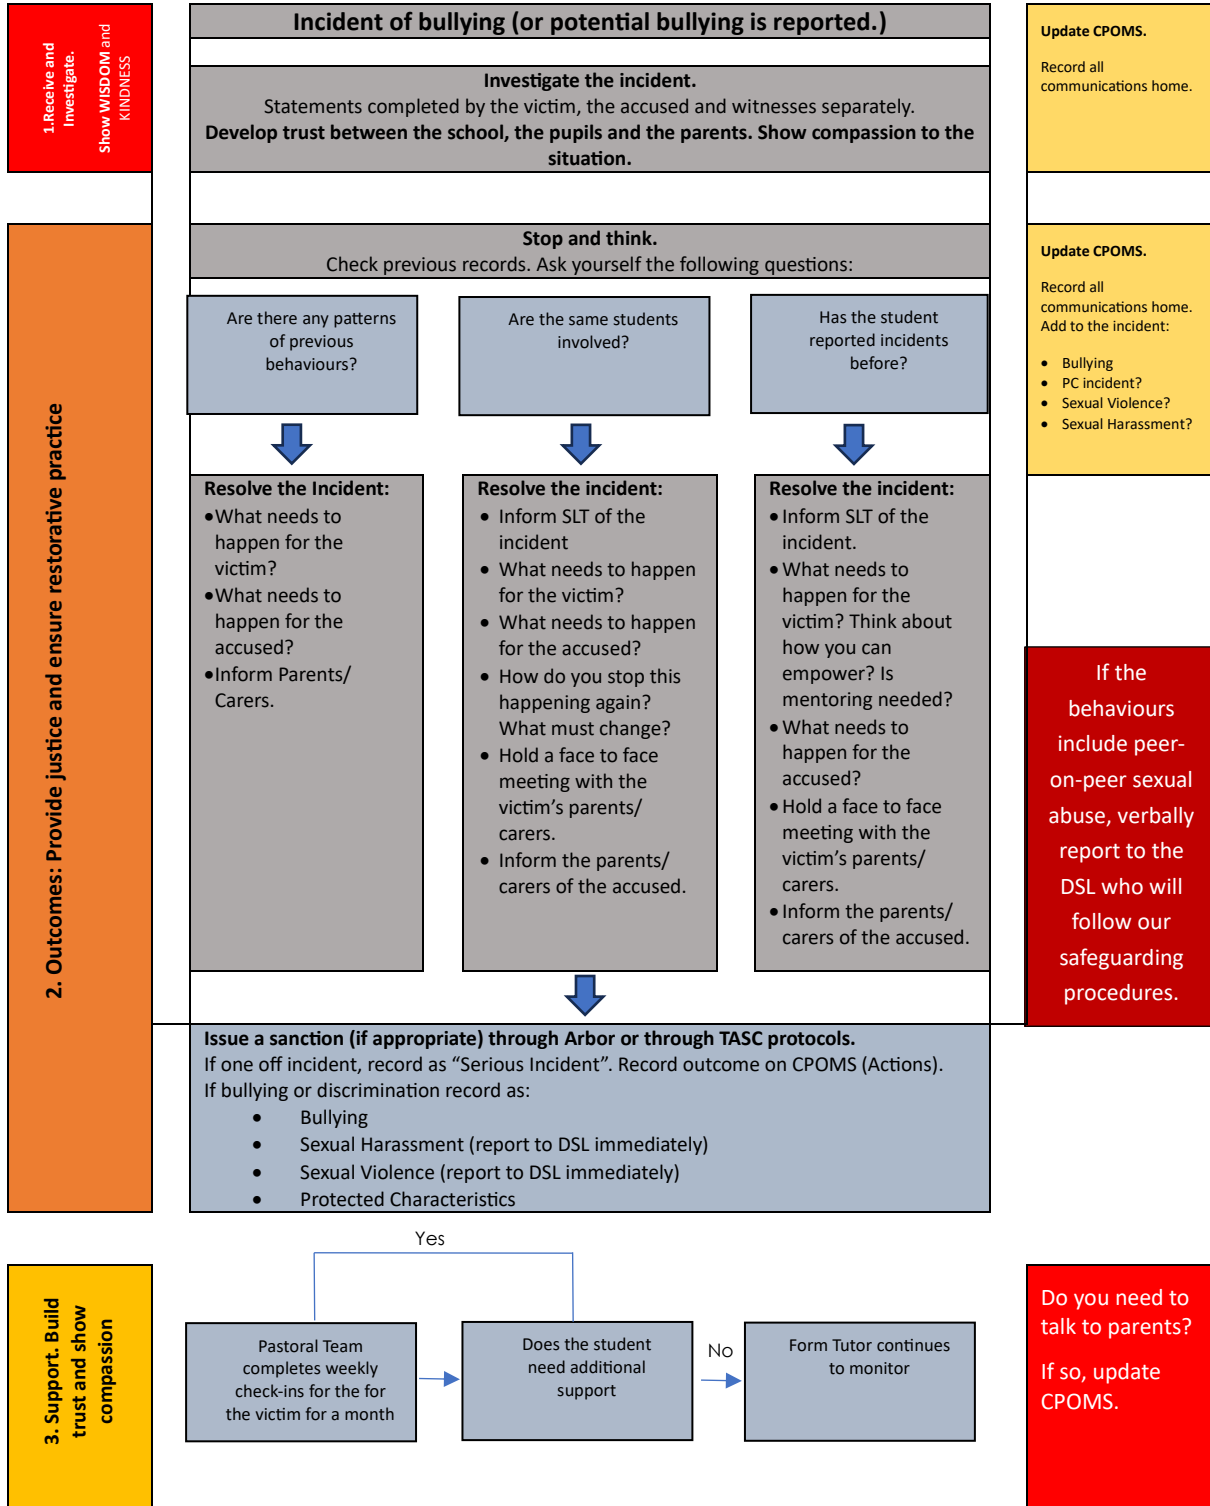 1.Receive and
Investigate.
Show WISDOM and
KINDNESS
Incident of bullying (or potential bullying is reported.)
Investigate the incident.
Statements completed by the victim, the accused and witnesses separately.
Develop trust between the school, the pupils and the parents. Show compassion to the
situation.
Update CPOMS.
Record all
communications home.
2. Outcomes: Provide justice and ensure restorative practice
Stop and think.
Check previous records. Ask yourself the following questions:
Are there any patterns
of previous
behaviours?
Are the same students
involved?
Has the student
reported incidents
before?
Update CPOMS.
Record all
communications home.
Add to the incident:
• Bullying
• PC incident?
• Sexual Violence?
• Sexual Harassment?
Resolve the Incident:
•What needs to
happen for the
victim?
•What needs to
happen for the
accused?
•Inform Parents/
Carers.
Resolve the incident:
• Inform SLT of the
incident
• What needs to happen
for the victim?
• What needs to happen
for the accused?
• How do you stop this
happening again?
What must change?
• Hold a face to face
meeting with the
victim's parents/
carers.
• Inform the parents/
carers of the accused.
Resolve the incident:
• Inform SLT of the
incident.
• What needs to
happen for the
victim? Think about
how you can
empower? Is
mentoring needed?
• What needs to
happen for the
accused?
• Hold a face to face
meeting with the
victim's parents/
carers.
• Inform the parents/
carers of the accused.
If the
behaviours
include peer-
on-peer sexual
abuse, verbally
report to the
DSL who will
follow our
safeguarding
procedures.
Issue a sanction (if appropriate) through Arbor or through TASC protocols.
If one off incident, record as “Serious Incident”. Record outcome on CPOMS (Actions).
If bullying or discrimination record as:
• Bullying
• Sexual Harassment (report to DSL immediately)
• Sexual Violence (report to DSL immediately)
• Protected Characteristics
3. Support. Build
trust and show
compassion
Yes
Pastoral Team
completes weekly
check-ins for the for
the victim for a month
Does the student
need additional
support
No
Form Tutor continues
to monitor
Do you need to
talk to parents?
If so, update
CPOMS.